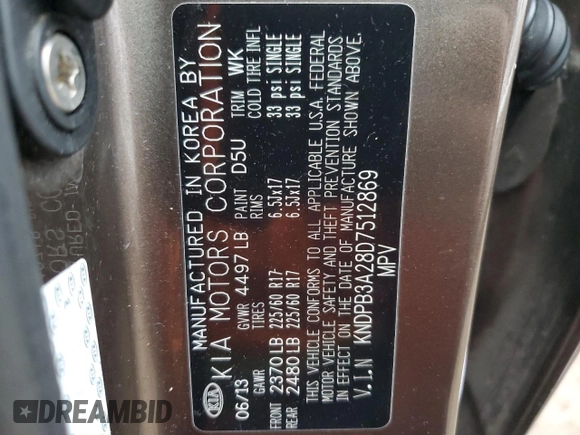 KIA
MANUFACTURED IN KOREA BY
KIA MOTORS CORPORATION
06/13 GVWR 4497 LB PAINT D5U TRIM WK
GAWR RIMS COLD TIRE INFL
FRONT 2370 LB 225/60 R17 6.5Jx17 33 psi SINGLE
REAR 2480 LB 225/60 R17 6.5Jx17 33 psi SINGLE
THIS VEHICLE CONFORMS TO ALL APPLICABLE U.S.A. FEDERAL
MOTOR VEHICLE SAFETY AND THEFT PREVENTION STANDARDS
IN EFFECT ON THE DATE OF MANUFACTURE SHOWN ABOVE.
V.I.N KNDPB3A28D7512869
MPV
DREAMBID